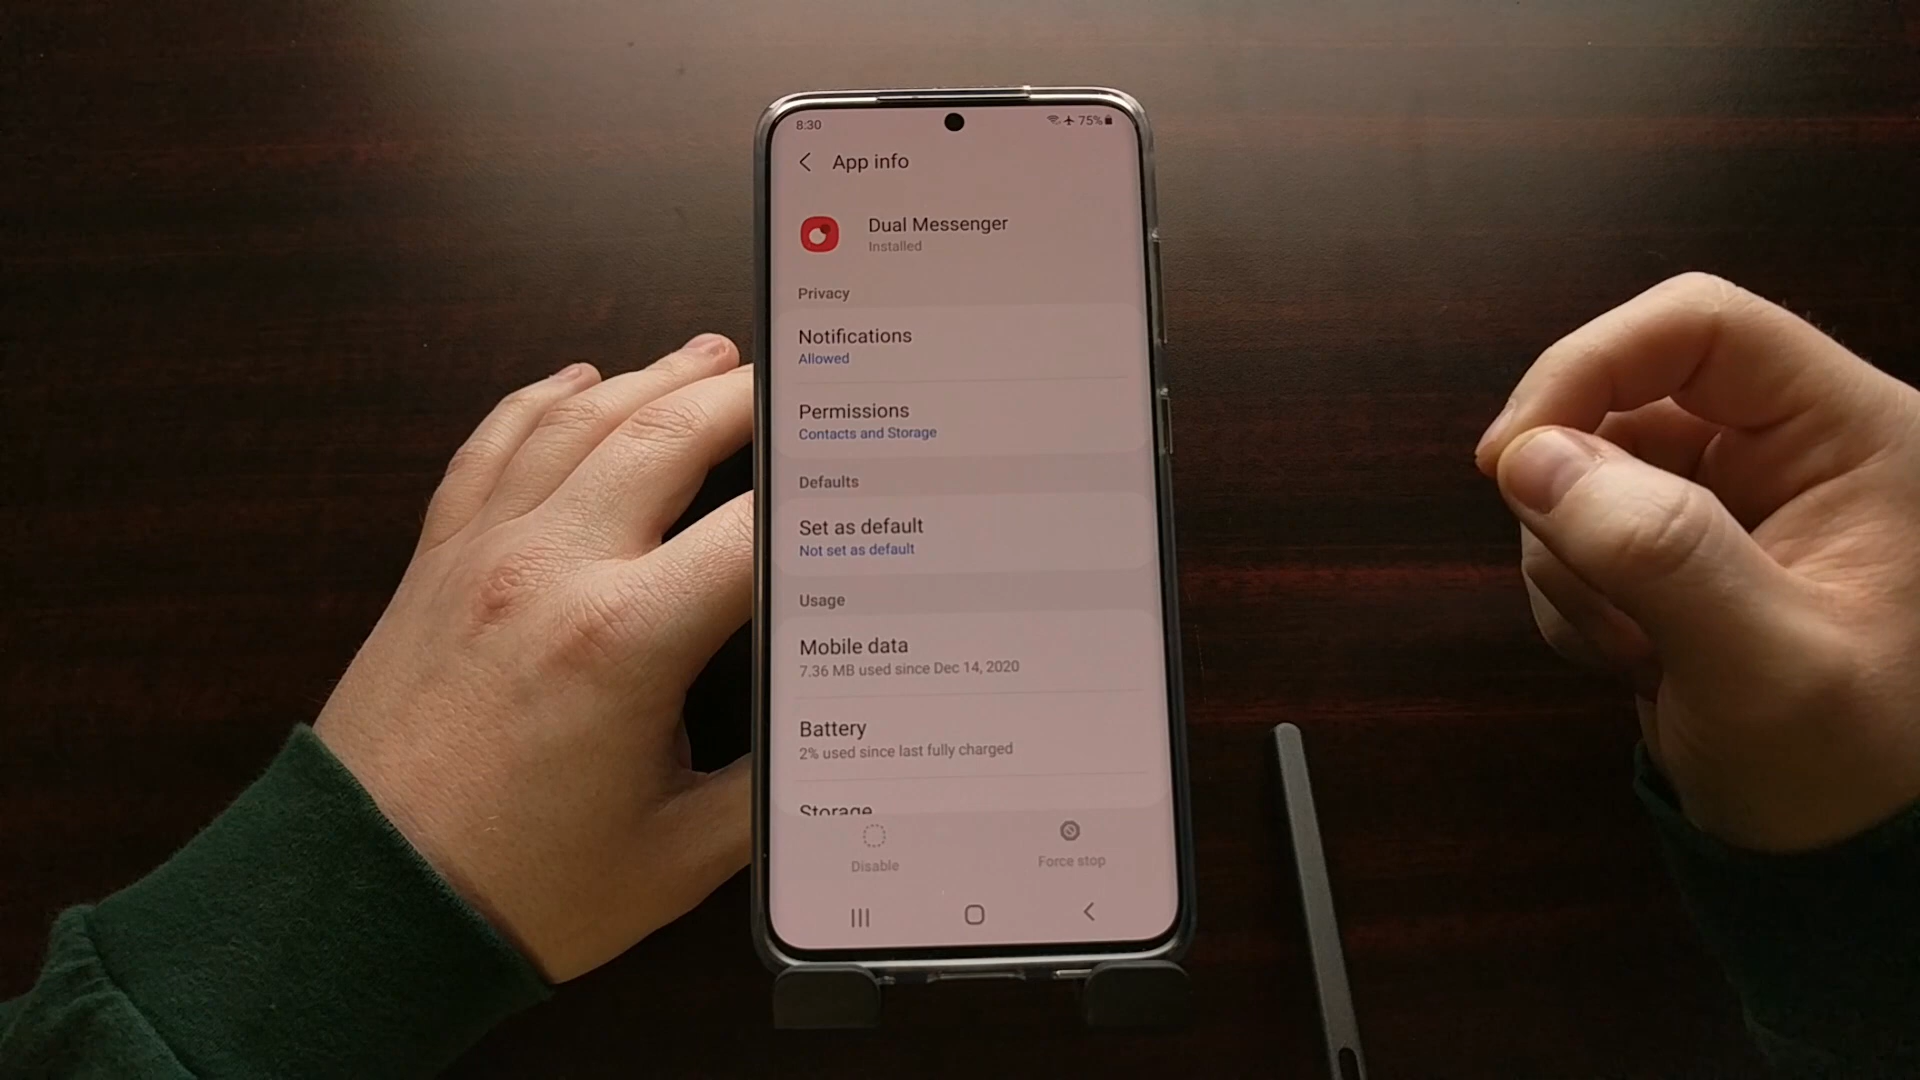 8:30
75%
App info
Dual Messenger
Installed
Privacy
Notifications
Allowed
Permissions
Contacts and Storage
Defaults
Set as default
Not set as default
Usage
Mobile data
7.36 MB used since Dec 14, 2020
Battery
2% used since last fully charged
Storage
Disable
Force stop